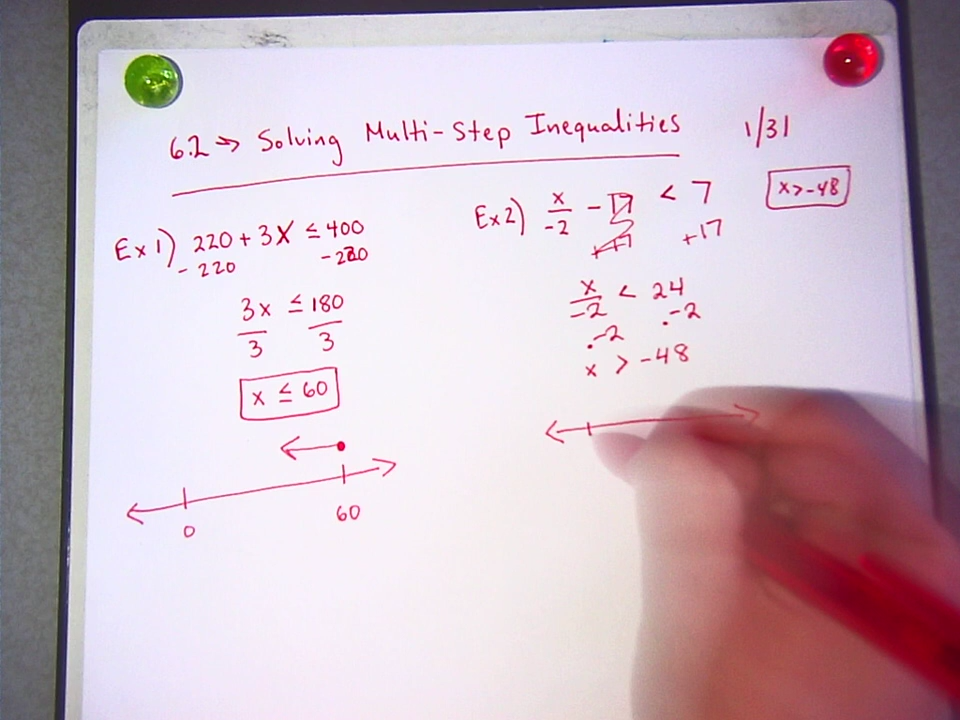 6.2 → Solving Multi-Step Inequalities 1/31
Ex 1) 220 + 3x ≤ 400
- 220 - 220
3x ≤ 180
3 3
x ≤ 60
0 60
Ex 2) x/-2 - 17 < 7
+17 +17
x/-2 < 24
· -2 · -2
x > -48
x > -48